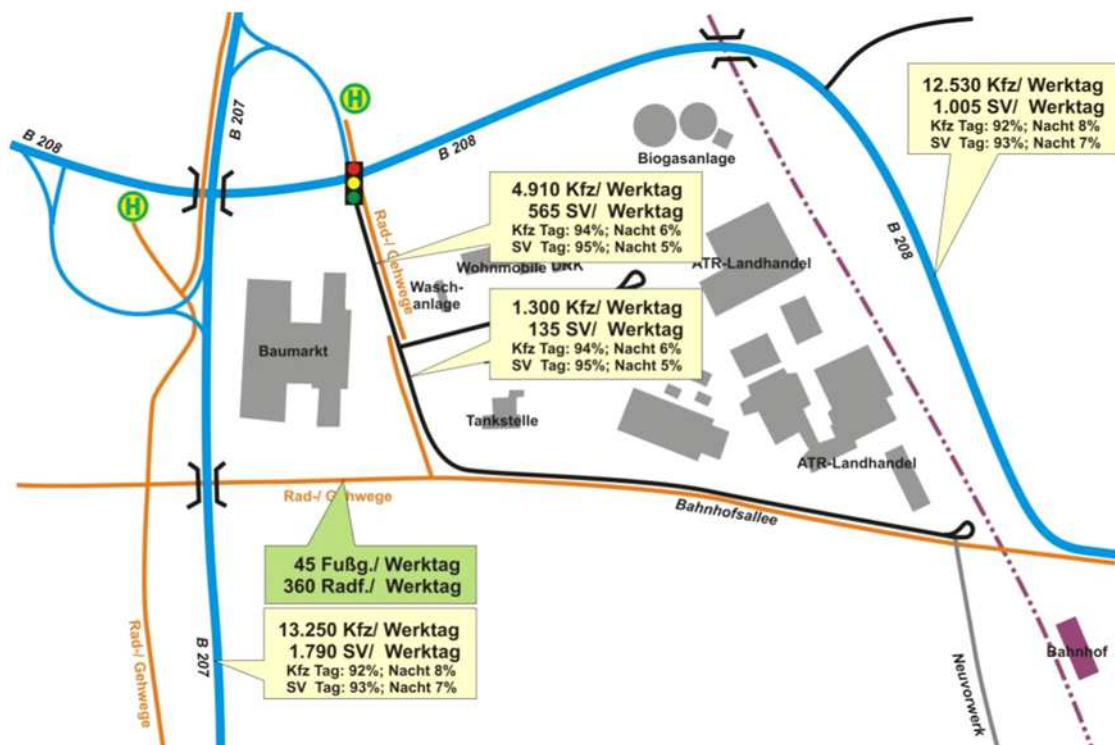 B 207
H
B 208
B 208
12.530 Kfz/ Werktag
1.005 SV/ Werktag
Kfz Tag: 92%; Nacht 8%
SV Tag: 93%; Nacht 7%
Biogasanlage
H
4.910 Kfz/ Werktag
565 SV/ Werktag
Kfz Tag: 94%; Nacht 6%
SV Tag: 95%; Nacht 5%
Rad-/ Gehwege
B 208
Wohnmobile DRK
ATR-Landhandel
Wasch-
anlage
1.300 Kfz/ Werktag
135 SV/ Werktag
Kfz Tag: 94%; Nacht 6%
SV Tag: 95%; Nacht 5%
Baumarkt
Tankstelle
ATR-Landhandel
Rad-/ Gehwege
Bahnhofsallee
45 Fußg./ Werktag
360 Radf./ Werktag
13.250 Kfz/ Werktag
1.790 SV/ Werktag
Kfz Tag: 92%; Nacht 8%
SV Tag: 93%; Nacht 7%
Rad-/ Gehwege
B 207
Neuvorwerk
Bahnhof